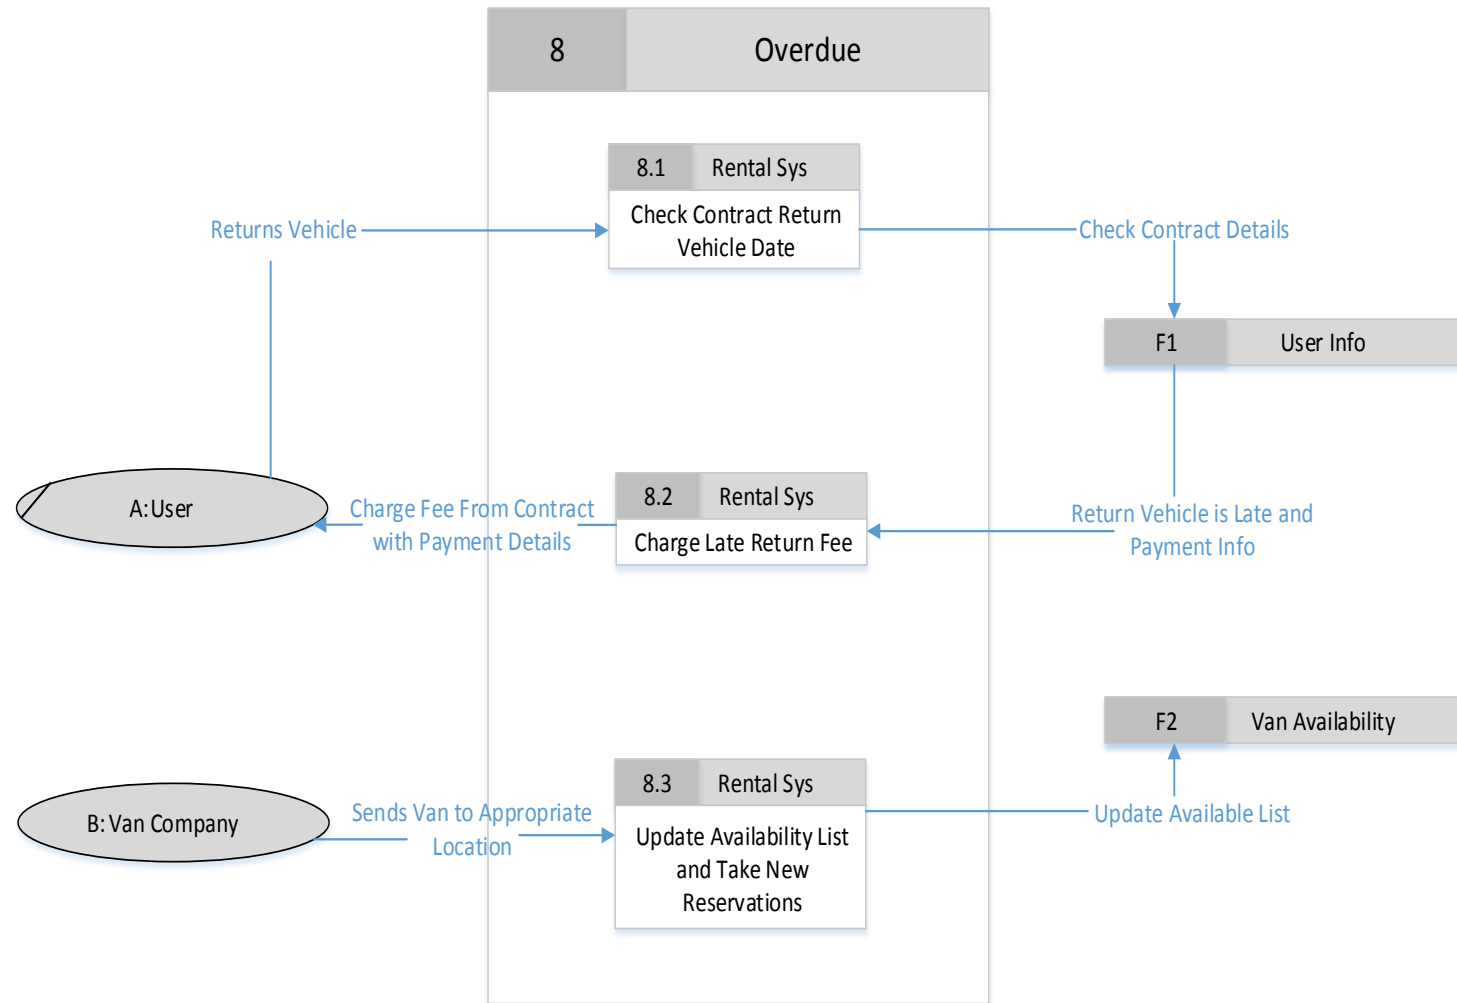 8 Overdue
8.1 Rental Sys
Check Contract Return
Vehicle Date
Returns Vehicle
Check Contract Details
F1 User Info
A:User
Charge Fee From Contract
with Payment Details
8.2 Rental Sys
Charge Late Return Fee
Return Vehicle is Late and
Payment Info
F2 Van Availability
B: Van Company
Sends Van to Appropriate
Location
8.3 Rental Sys
Update Availability List
and Take New
Reservations
Update Available List